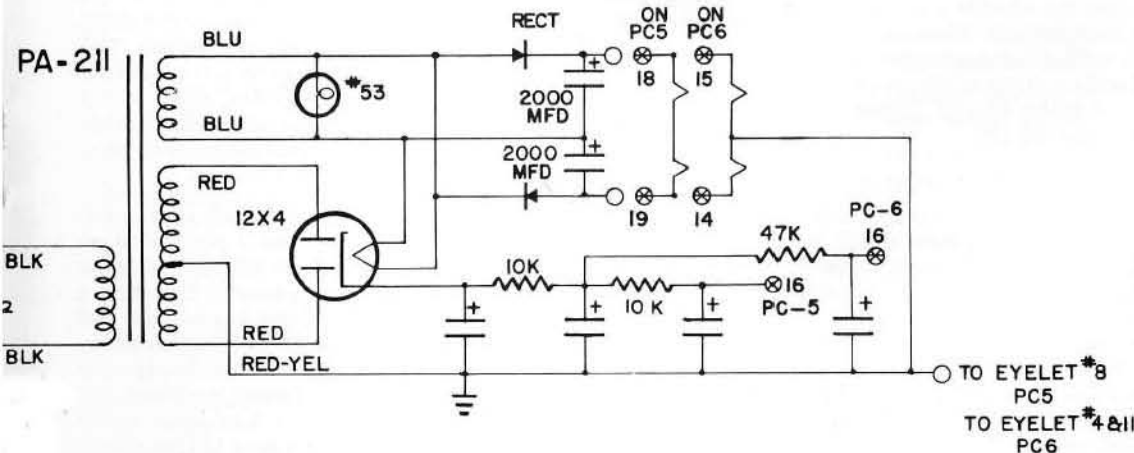 PA-211
BLU
#53
BLU
RECT
ON
PC5
ON
PC6
+
2000
MFD
18
15
2000
MFD
+
19
14
RED
12X4
BLK
2
BLK
RED
RED-YEL
10K
10K
47K
PC-6
16
16
PC-5
+
+
+
+
TO EYELET #8
PC5
TO EYELET #4&11
PC6